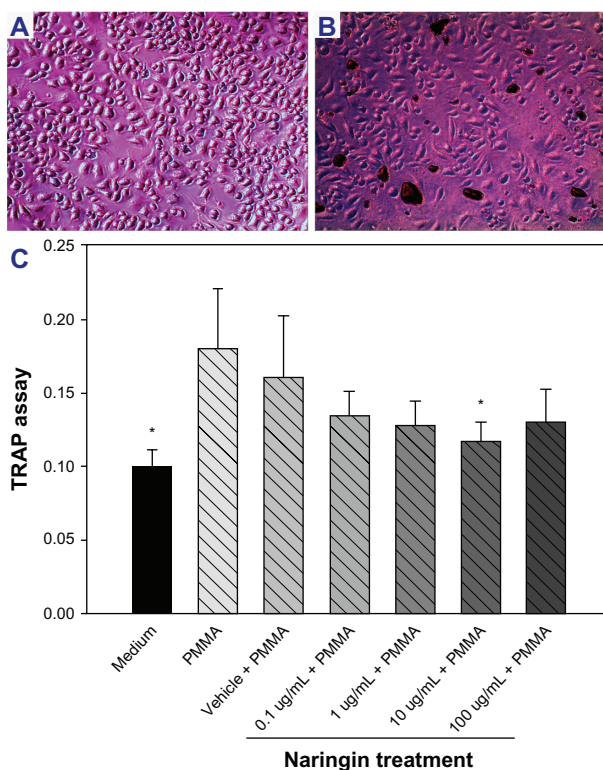 A
B
C
0.25
0.20
0.15
0.10
0.05
0.00
TRAP assay
*
*
Medium
PMMA
Vehicle + PMMA
0.1 ug/mL + PMMA
1 ug/mL + PMMA
10 ug/mL + PMMA
100 ug/mL + PMMA
Naringin treatment